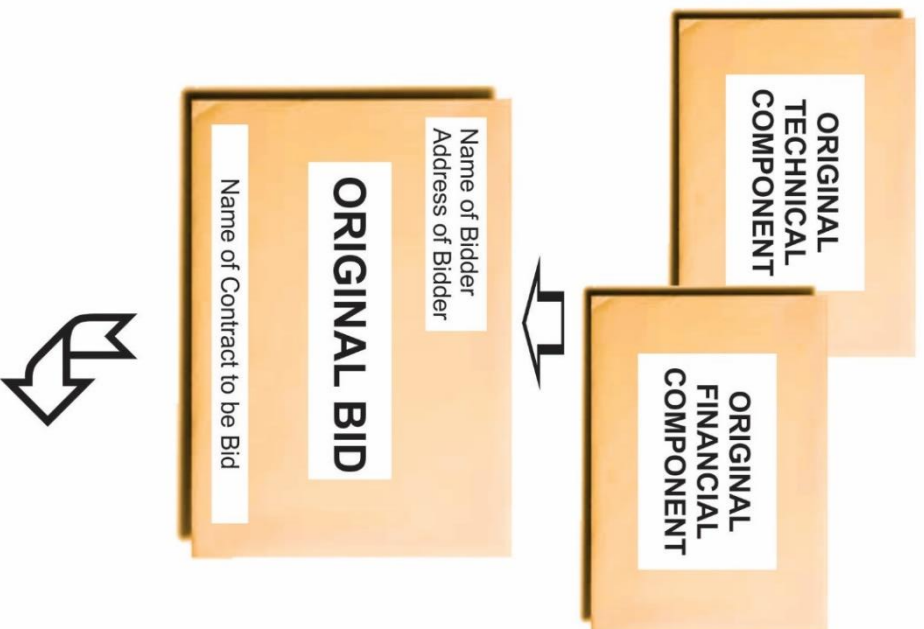 ORIGINAL
TECHNICAL
COMPONENT
ORIGINAL
FINANCIAL
COMPONENT
Name of Bidder
Address of Bidder
ORIGINAL BID
Name of Contract to be Bid